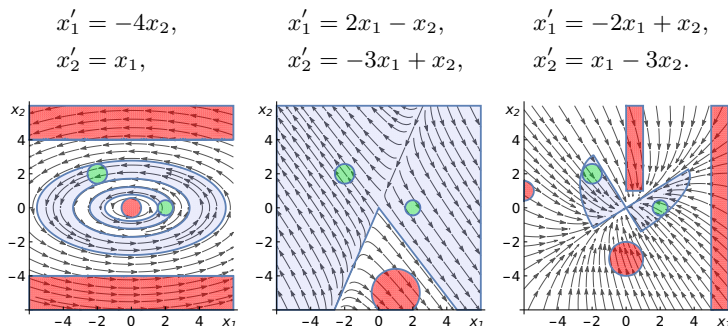 x′₁ = −4x₂, x′₁ = 2x₁ − x₂, x′₁ = −2x₁ + x₂,
x′₂ = x₁, x′₂ = −3x₁ + x₂, x′₂ = x₁ − 3x₂.
x₂ x₂ x₂
4 4 4
2 2 2
0 0 0
−2 −2 −2
−4 −4 −4
−4 −2 0 2 4 x₁ −4 −2 0 2 4 x₁ −4 −2 0 2 4